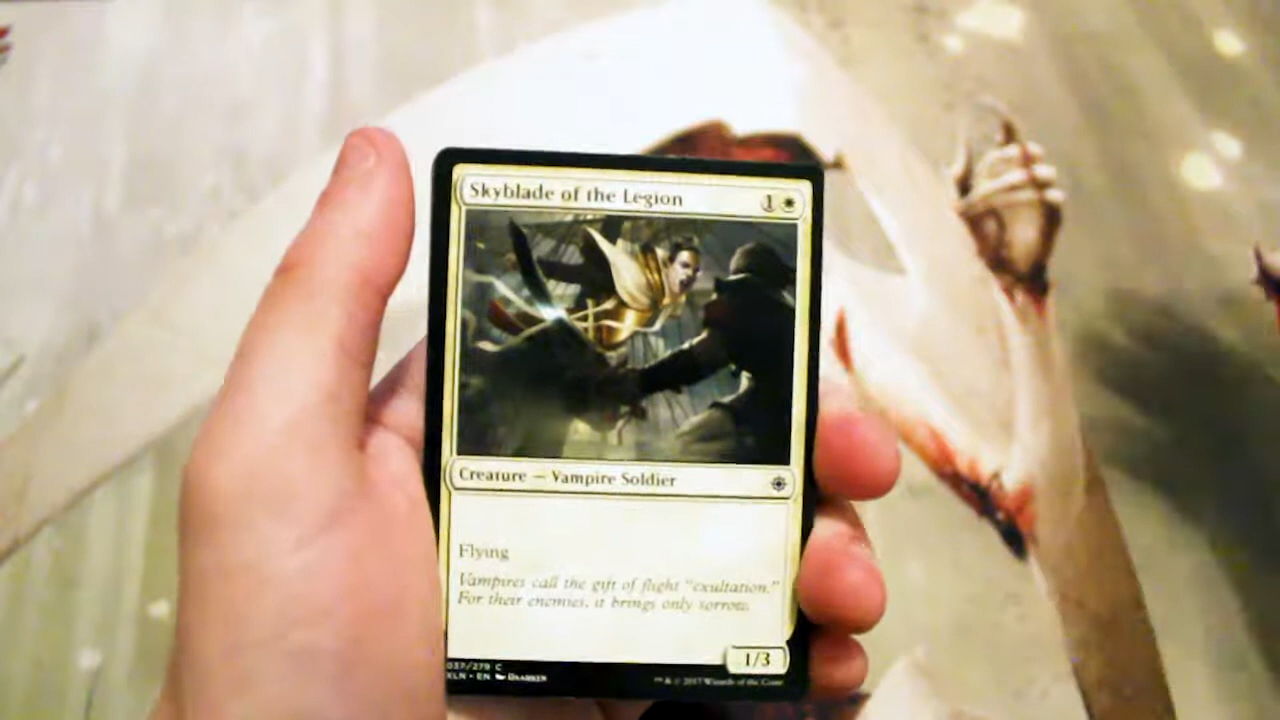 Skyblade of the Legion 1
Creature — Vampire Soldier
Flying
Vampires call the gift of flight "exultation."
For their enemies, it brings only sorrow.
1/3
037/279 C
XLN • EN DAARKEN
™ & © 2017 Wizards of the Coast